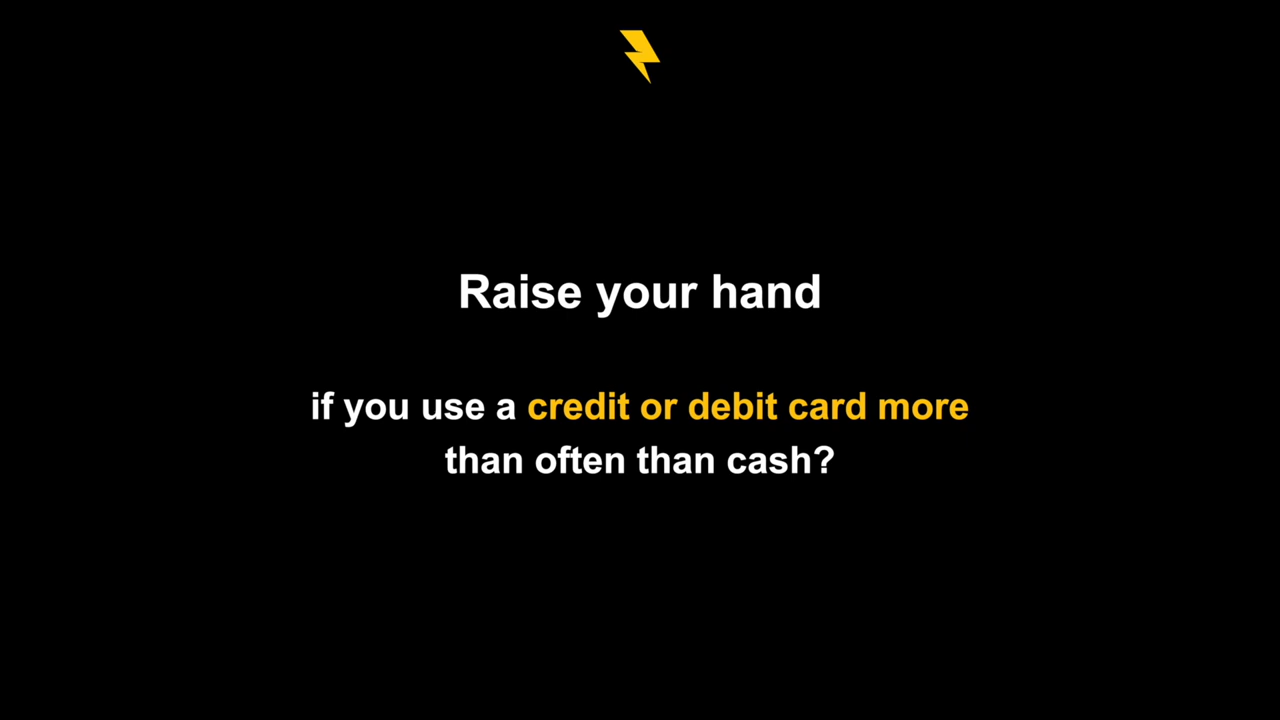 Raise your hand
if you use a credit or debit card more
than often than cash?